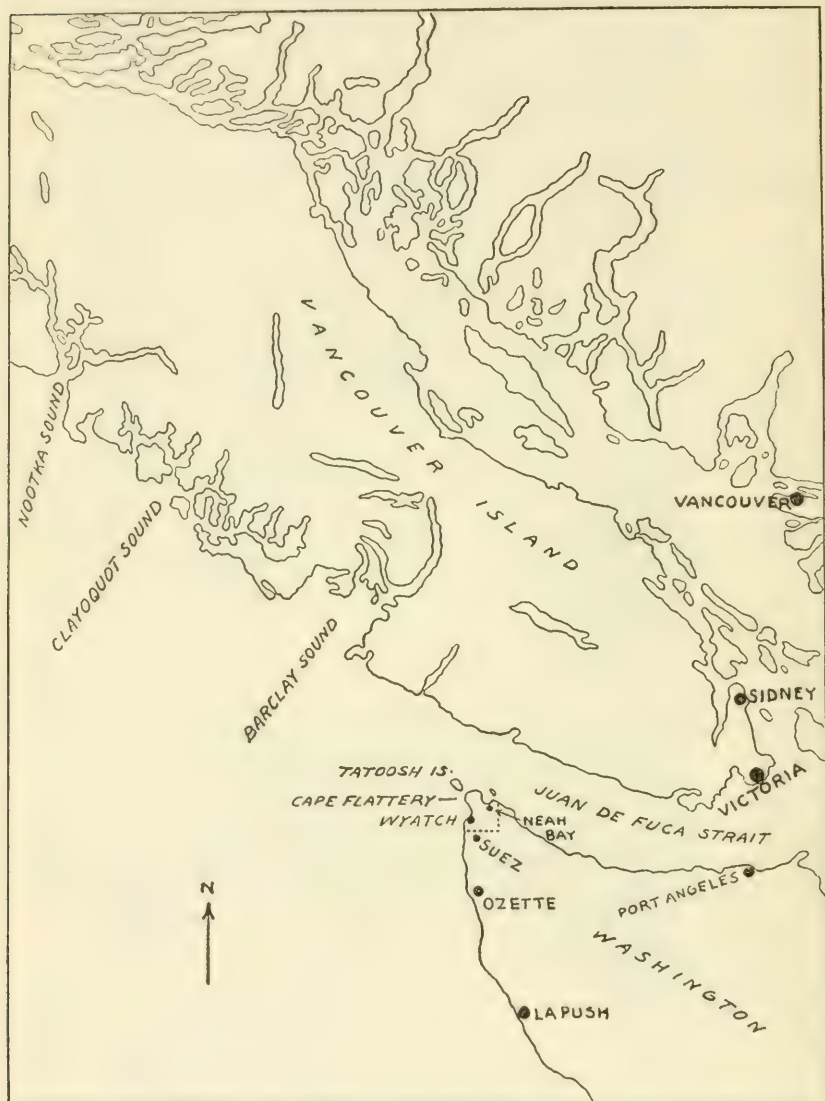 VANCOUVER
ISLAND
NOOTKA SOUND
CLAYOQUOT SOUND
BARCLAY SOUND
VANCOUVER
SIDNEY
VICTORIA
TATOOSH IS.
CAPE FLATTERY
WYATCH
NEAH
BAY
JUAN DE FUCA STRAIT
SUEZ
OZETTE
PORT ANGELES
WASHINGTON
LAPUSH
N